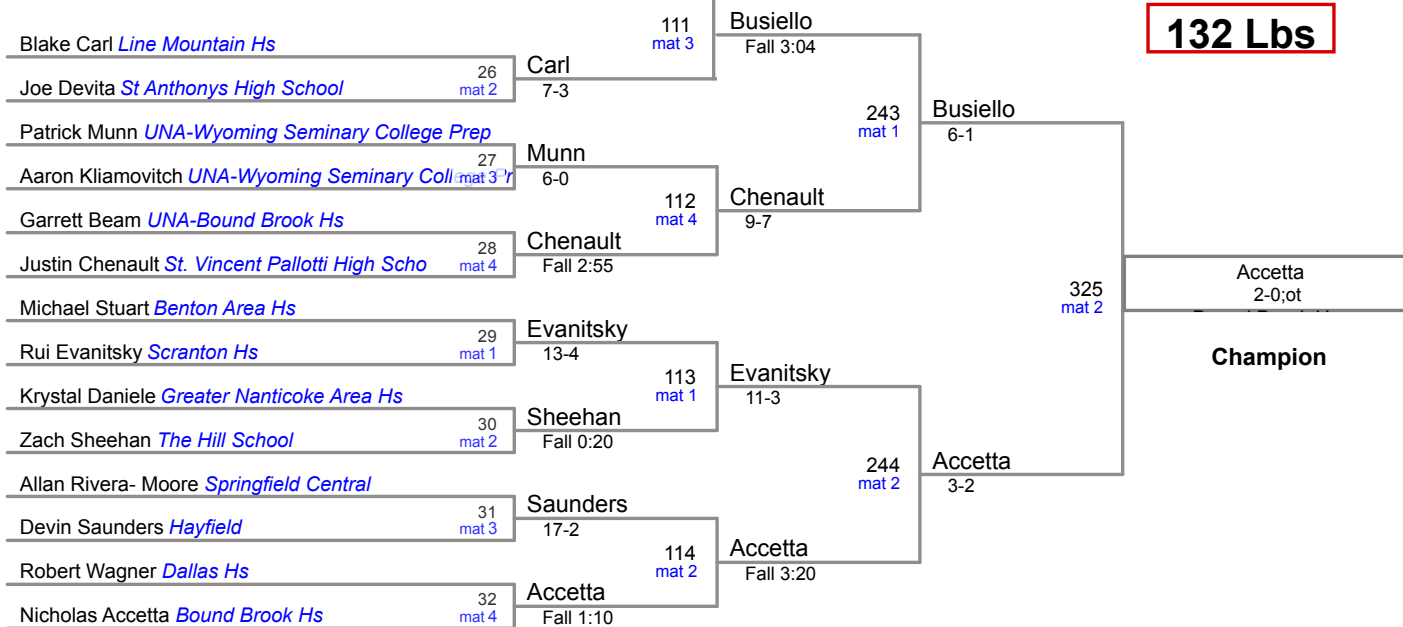 132 Lbs
Blake Carl Line Mountain Hs
26
mat 2
Joe Devita St Anthonys High School
Patrick Munn UNA-Wyoming Seminary College Prep
27
mat 3
Aaron Kliamovitch UNA-Wyoming Seminary College Pr
Garrett Beam UNA-Bound Brook Hs
28
mat 4
Justin Chenault St. Vincent Pallotti High Scho
Michael Stuart Benton Area Hs
29
mat 1
Rui Evanitsky Scranton Hs
Krystal Daniele Greater Nanticoke Area Hs
30
mat 2
Zach Sheehan The Hill School
Allan Rivera- Moore Springfield Central
31
mat 3
Devin Saunders Hayfield
Robert Wagner Dallas Hs
32
mat 4
Nicholas Accetta Bound Brook Hs
Carl
7-3
Munn
6-0
Chenault
Fall 2:55
Evanitsky
13-4
Sheehan
Fall 0:20
Saunders
17-2
Accetta
Fall 1:10
111
mat 3
112
mat 4
113
mat 1
114
mat 2
Busiello
Fall 3:04
Chenault
9-7
Evanitsky
11-3
Accetta
Fall 3:20
243
mat 1
244
mat 2
Busiello
6-1
Accetta
3-2
325
mat 2
Accetta
2-0;ot
Champion